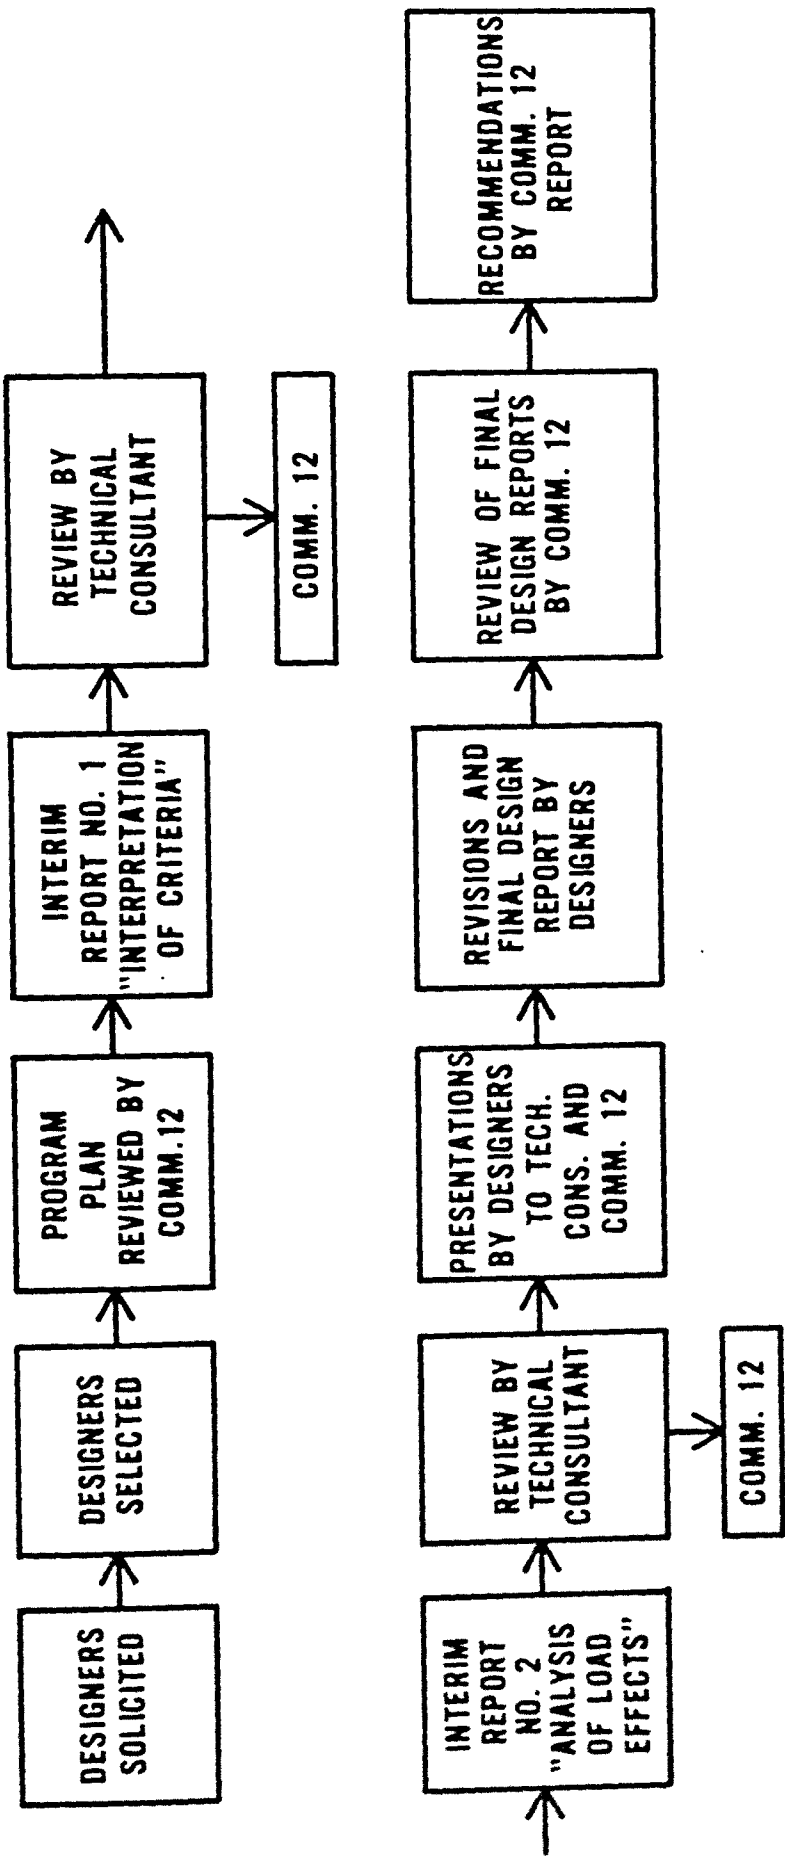 DESIGNERS
SOLICITED
DESIGNERS
SELECTED
PROGRAM
PLAN
REVIEWED BY
COMM.12
INTERIM
REPORT NO. 1
"INTERPRETATION
OF CRITERIA"
REVIEW BY
TECHNICAL
CONSULTANT
COMM. 12
INTERIM
REPORT
NO. 2
"ANALYSIS
OF LOAD
EFFECTS"
REVIEW BY
TECHNICAL
CONSULTANT
COMM. 12
PRESENTATIONS
BY DESIGNERS
TO TECH.
CONS. AND
COMM. 12
REVISIONS AND
FINAL DESIGN
REPORT BY
DESIGNERS
REVIEW OF FINAL
DESIGN REPORTS
BY COMM. 12
RECOMMENDATIONS
BY COMM. 12
REPORT